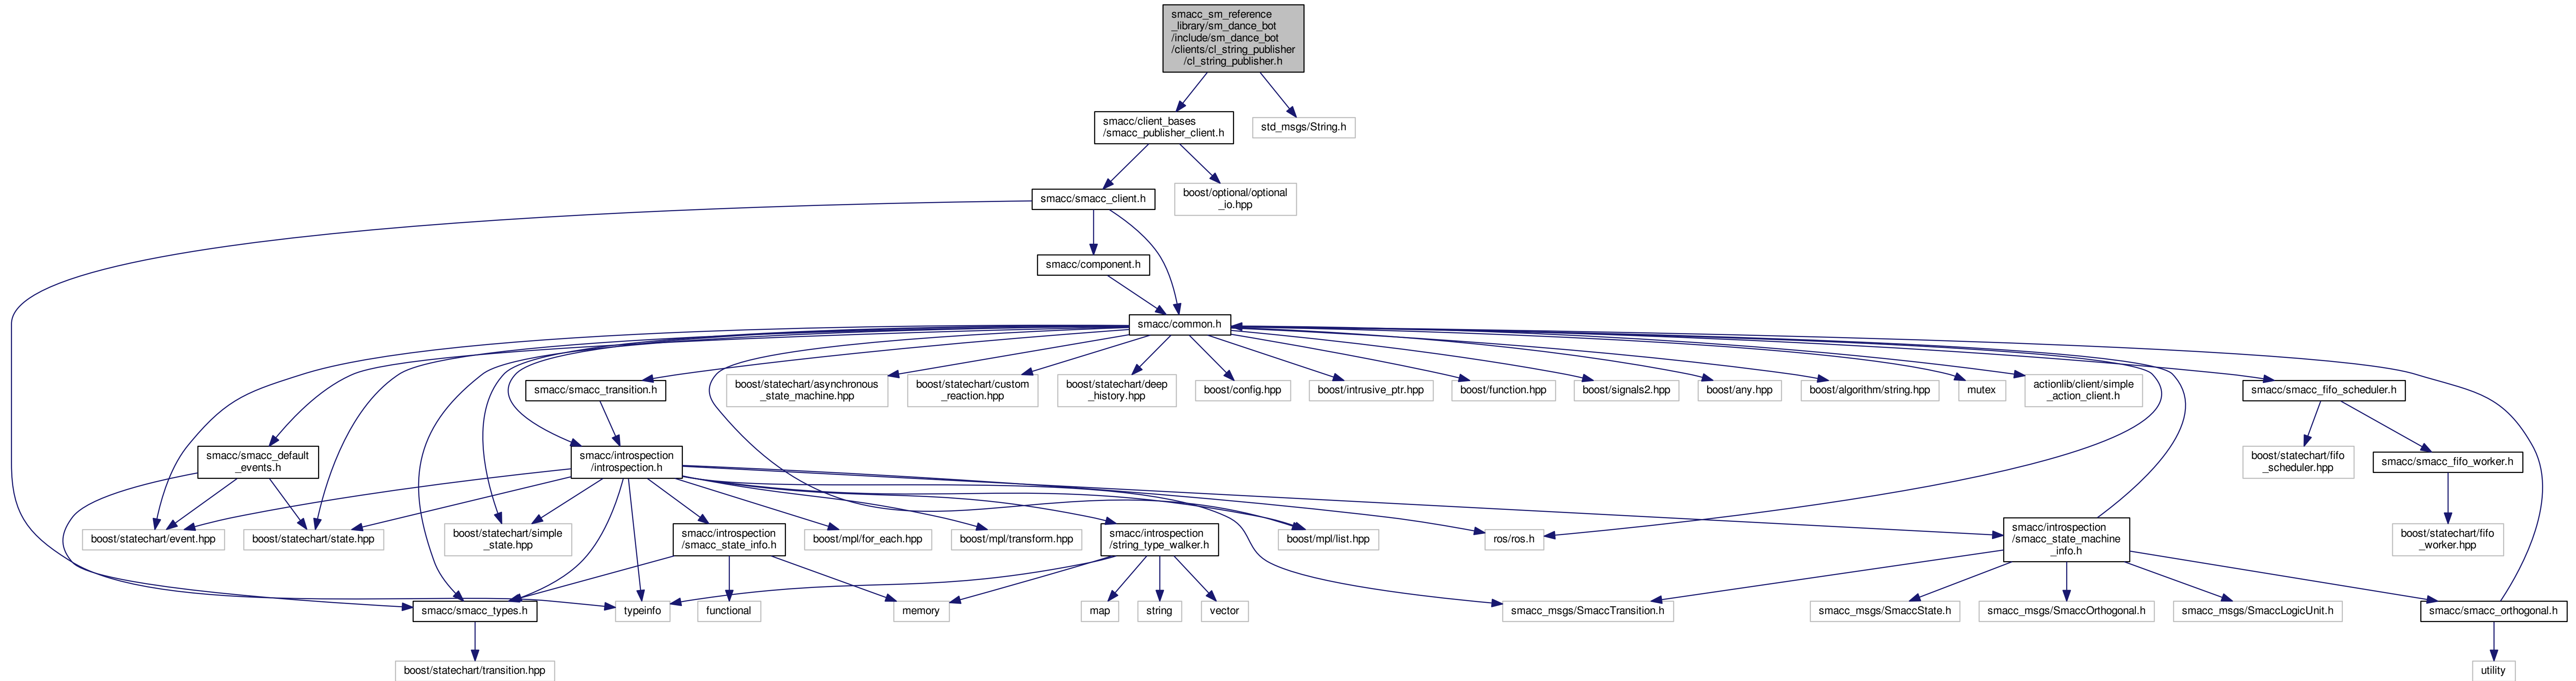 smacc_sm_reference
_library/sm_dance_bot
/include/sm_dance_bot
/clients/cl_string_publisher
/cl_string_publisher.h
smacc/client_bases
/smacc_publisher_client.h
std_msgs/String.h
smacc/smacc_client.h
boost/optional/optional
_io.hpp
smacc/component.h
smacc/common.h
smacc/smacc_transition.h
boost/statechart/asynchronous
_state_machine.hpp
boost/statechart/custom
_reaction.hpp
boost/statechart/deep
_history.hpp
boost/config.hpp
boost/intrusive_ptr.hpp
boost/function.hpp
boost/signals2.hpp
boost/any.hpp
boost/algorithm/string.hpp
mutex
actionlib/client/simple
_action_client.h
smacc/smacc_fifo_scheduler.h
smacc/smacc_default
_events.h
smacc/introspection
/introspection.h
boost/statechart/fifo
_scheduler.hpp
smacc/smacc_fifo_worker.h
boost/statechart/event.hpp
boost/statechart/state.hpp
boost/statechart/simple
_state.hpp
smacc/introspection
/smacc_state_info.h
boost/mpl/for_each.hpp
boost/mpl/transform.hpp
smacc/introspection
/string_type_walker.h
boost/mpl/list.hpp
ros/ros.h
smacc/introspection
/smacc_state_machine
_info.h
boost/statechart/fifo
_worker.hpp
smacc/smacc_types.h
typeinfo
functional
memory
map
string
vector
smacc_msgs/SmaccTransition.h
smacc_msgs/SmaccState.h
smacc_msgs/SmaccOrthogonal.h
smacc_msgs/SmaccLogicUnit.h
smacc/smacc_orthogonal.h
boost/statechart/transition.hpp
utility